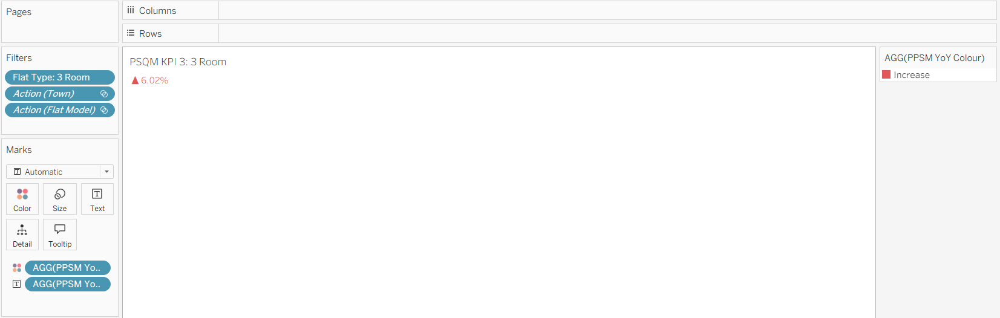 Pages
Columns
Rows
Filters
Flat Type: 3 Room
Action (Town)
Action (Flat Model)
Marks
Automatic
Color
Size
Text
Detail
Tooltip
AGG(PPSM Yo..
AGG(PPSM Yo..
PSQM KPI 3: 3 Room
▲6.02%
AGG(PPSM YoY Colour)
Increase